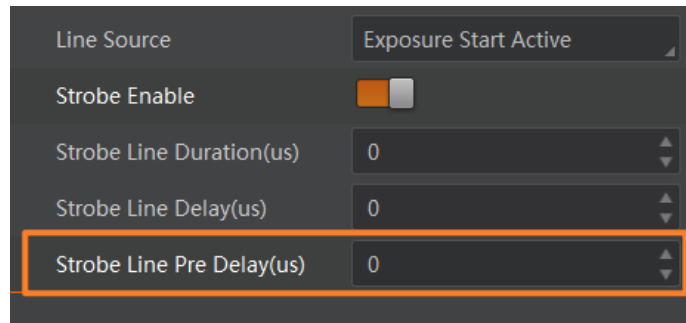 Line Source Exposure Start Active
Strobe Enable
Strobe Line Duration(us) 0
Strobe Line Delay(us) 0
Strobe Line Pre Delay(us) 0